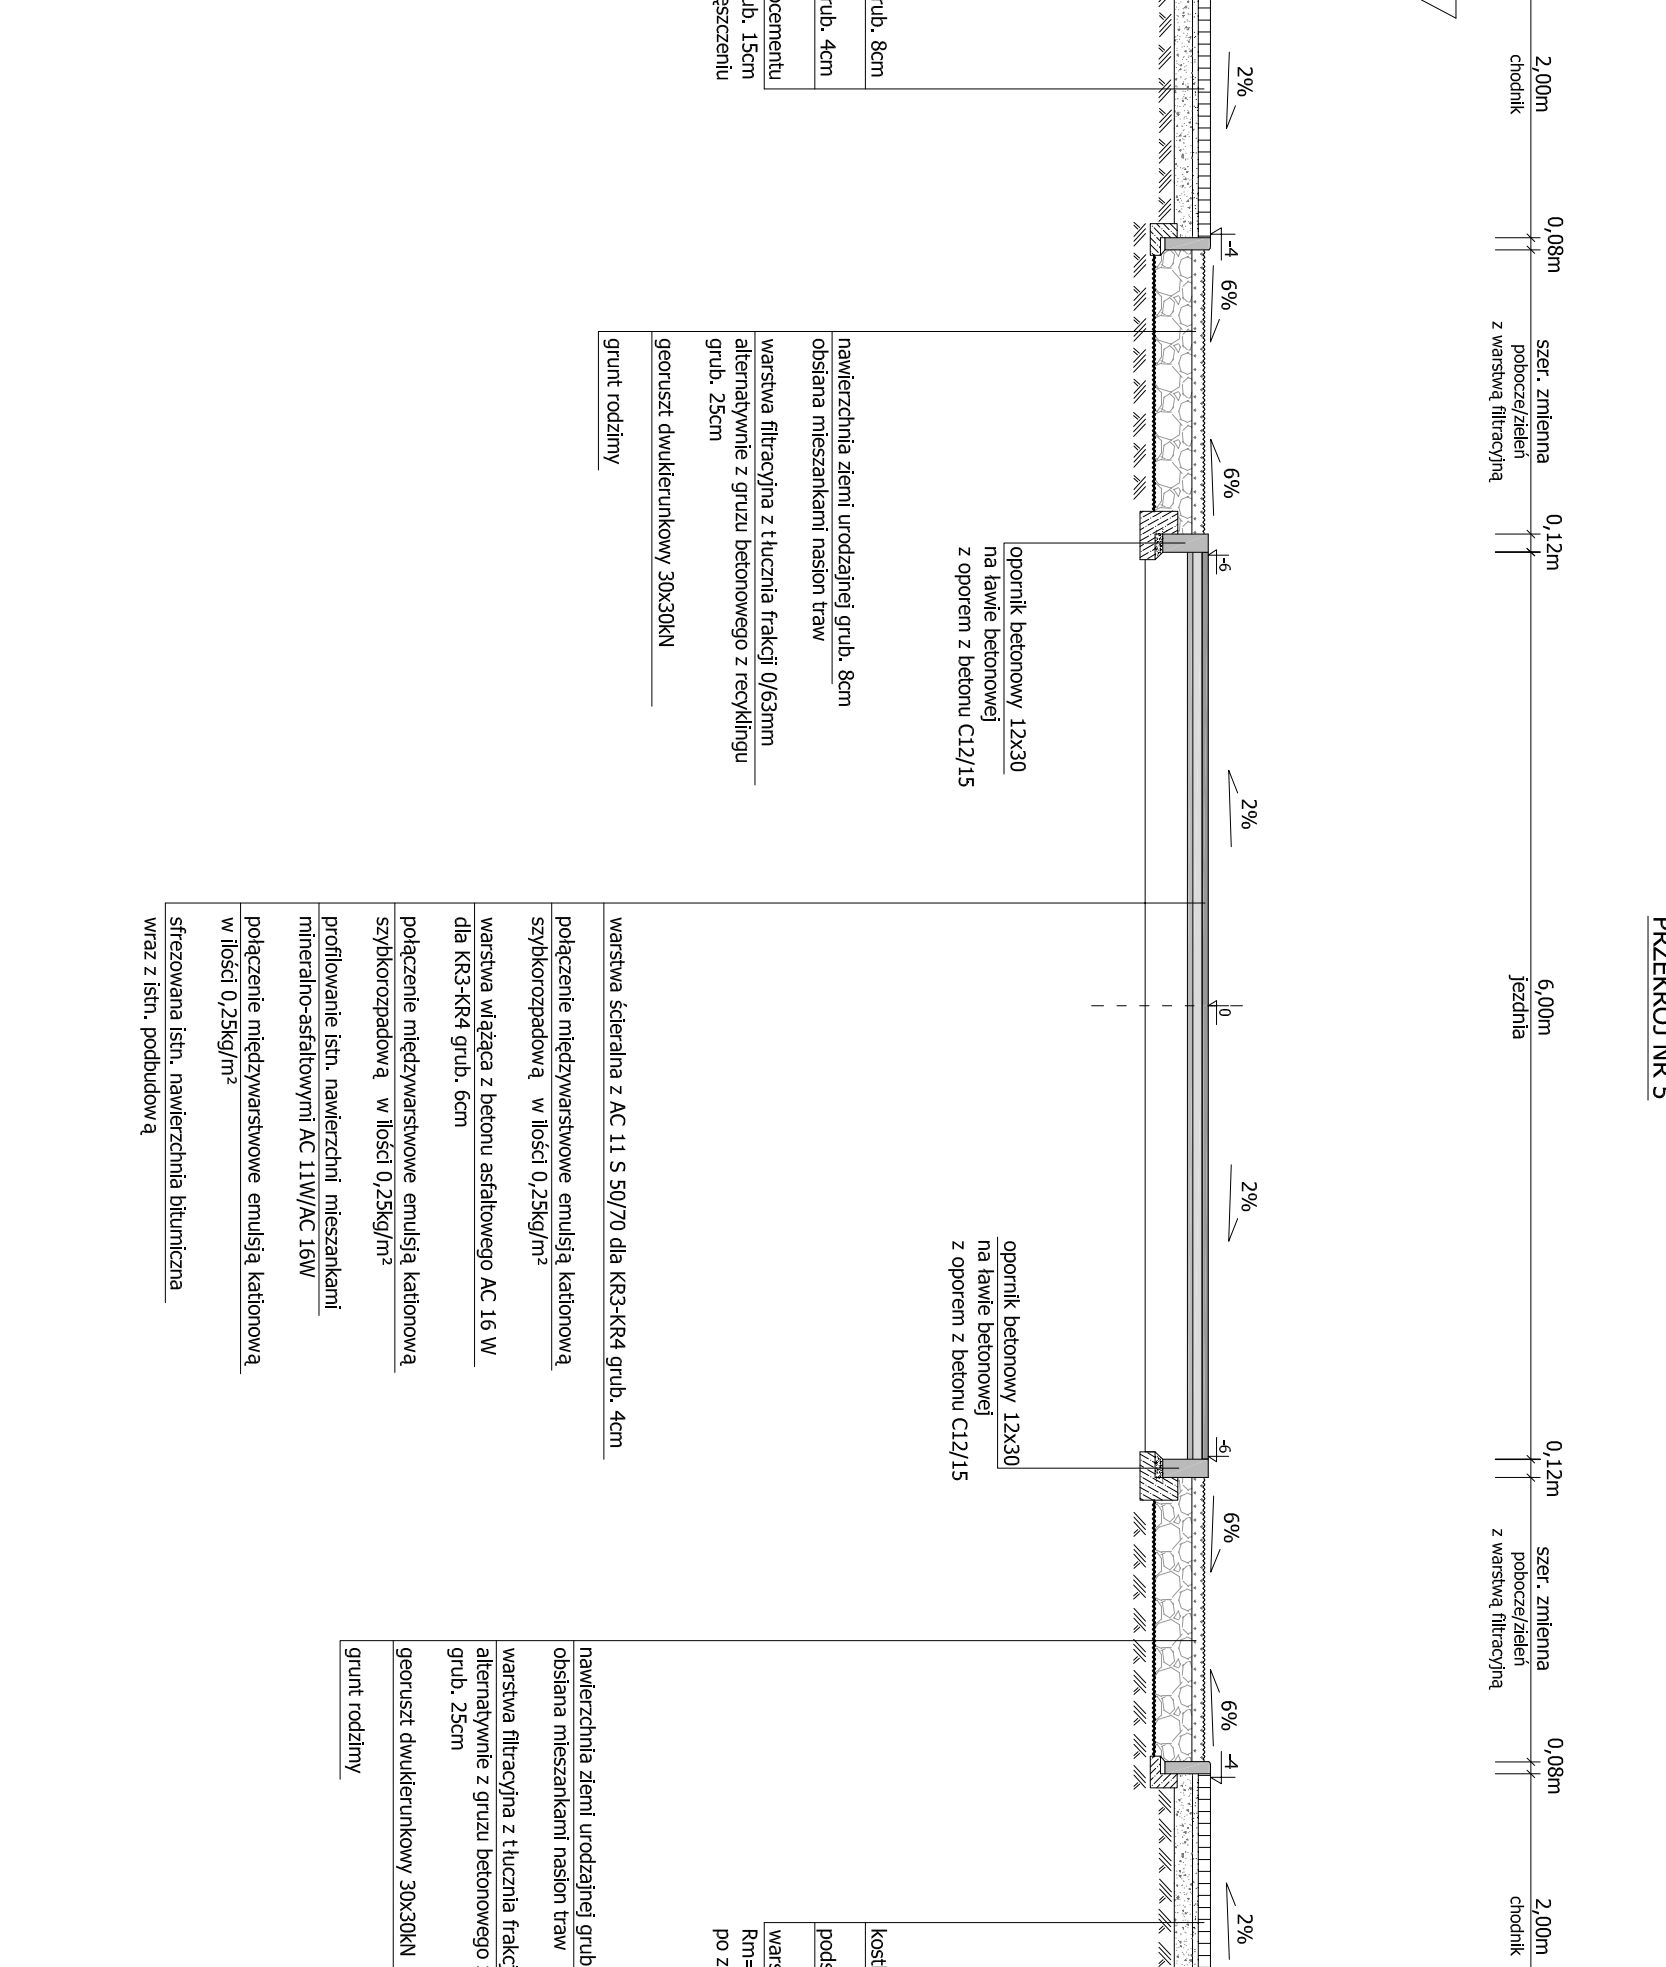 PRZEKRÓJ NR 5
2,00m
chodnik
0,08m
szer. zmienna
pobocze/zieleń
z warstwą filtracyjną
0,12m
6,00m
jezdnia
0,12m
szer. zmienna
pobocze/zieleń
z warstwą filtracyjną
0,08m
2,00m
chodnik
2%
-4
6%
6%
-6
2%
0
2%
-6
6%
6%
-4
2%
rub. 8cm
rub. 4cm
ocementu
ub. 15cm
ęszczeniu
nawierzchnia ziemi urodzajnej grub. 8cm
obsiana mieszankami nasion traw
warstwa filtracyjna z tłucznia frakcji 0/63mm
alternatywnie z gruzu betonowego z recyklingu
grub. 25cm
georuszt dwukierunkowy 30x30kN
grunt rodzimy
opornik betonowy 12x30
na ławie betonowej
z oporem z betonu C12/15
warstwa ścieralna z AC 11 S 50/70 dla KR3-KR4 grub. 4cm
połączenie międzywarstwowe emulsją kationową
szybkorozpadową w ilości 0,25kg/m²
warstwa wiążąca z betonu asfaltowego AC 16 W
dla KR3-KR4 grub. 6cm
połączenie międzywarstwowe emulsją kationową
szybkorozpadową w ilości 0,25kg/m²
profilowanie istn. nawierzchni mieszankami
mineralno-asfaltowymi AC 11W/AC 16W
połączenie międzywarstwowe emulsją kationową
w ilości 0,25kg/m²
sfrezowana istn. nawierzchnia bitumiczna
wraz z istn. podbudową
opornik betonowy 12x30
na ławie betonowej
z oporem z betonu C12/15
nawierzchnia ziemi urodzajnej grub
obsiana mieszankami nasion traw
warstwa filtracyjna z tłucznia frakcj
alternatywnie z gruzu betonowego z
grub. 25cm
georuszt dwukierunkowy 30x30kN
grunt rodzimy
kostk
pods
wars
Rm=
po z